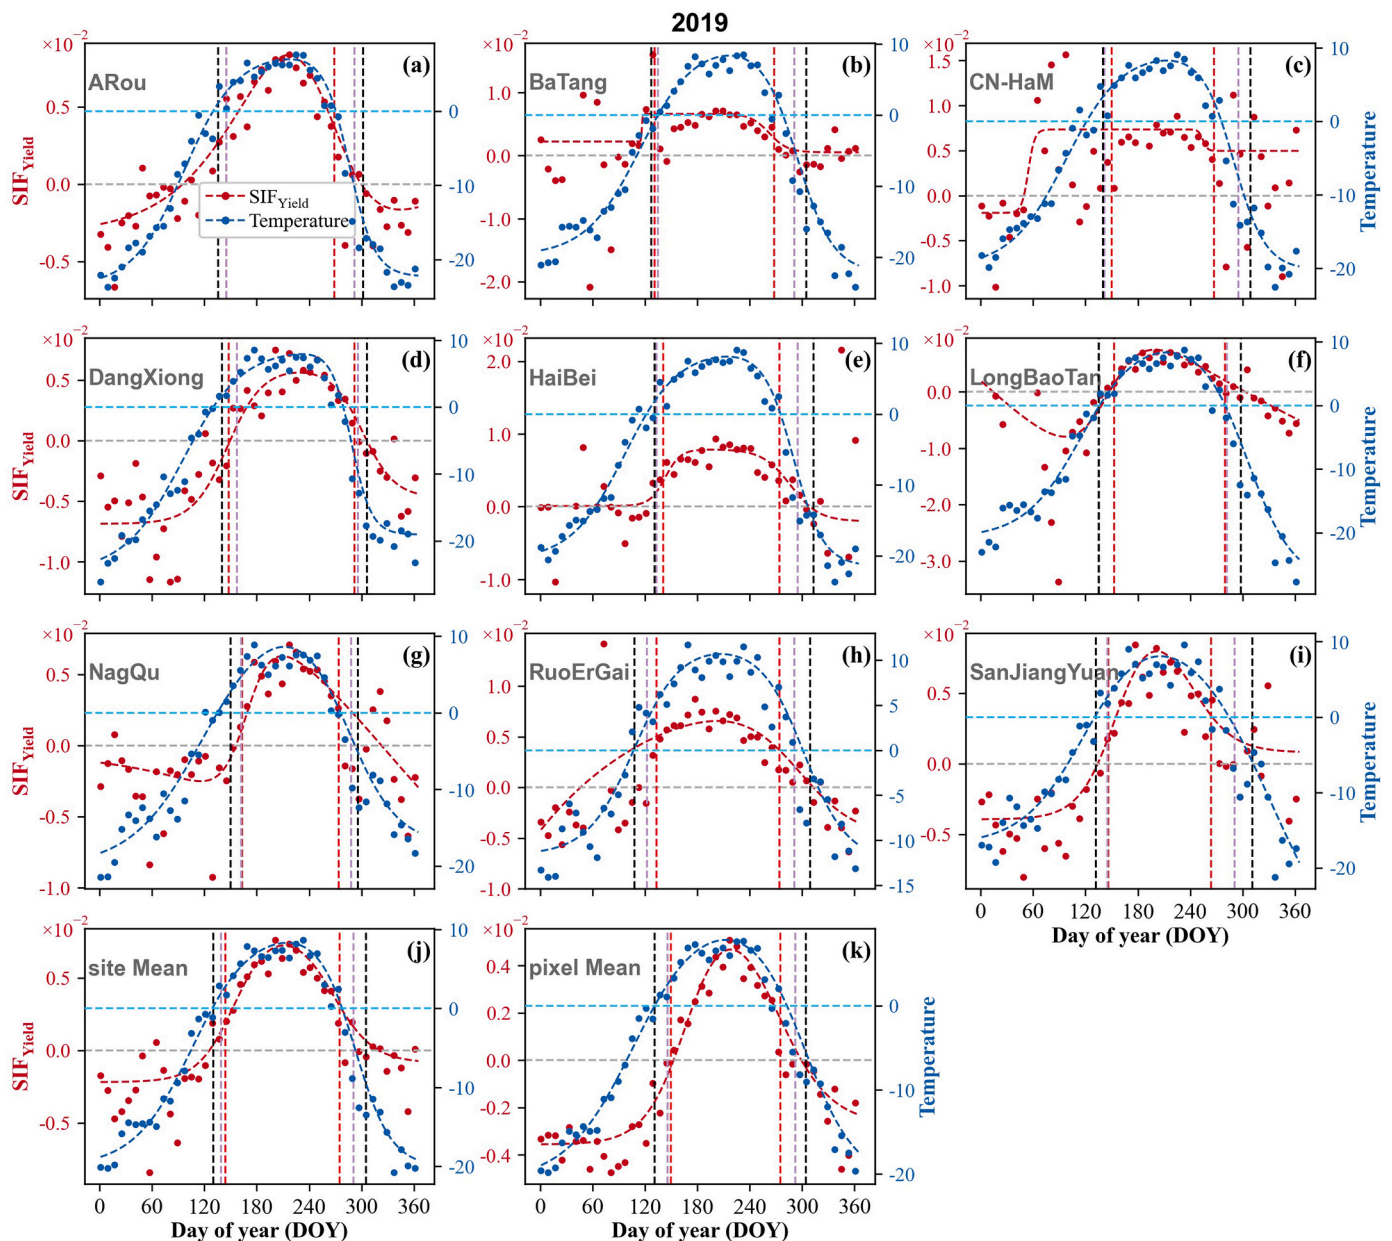 2019
×10⁻² ×10⁻² ×10⁻²
(a) (b) (c)
ARou BaTang CN-HaM
SIF_Yield
0.5 0.0 -0.5
0 -10 -20
SIF_Yield
Temperature
1.0 0.0 -1.0 -2.0
10 0 -10 -20
1.5 1.0 0.5 0.0 -0.5 -1.0
10 0 -10 -20
Temperature
×10⁻² ×10⁻² ×10⁻²
(d) (e) (f)
DangXiong HaiBei LongBaoTan
SIF_Yield
0.5 0.0 -0.5 -1.0
10 0 -10 -20
2.0 1.0 0.0 -1.0
10 0 -10 -20
0.0 -1.0 -2.0 -3.0
10 0 -10 -20
Temperature
×10⁻² ×10⁻² ×10⁻²
(g) (h) (i)
NagQu RuoErGai SanJiangYuan
SIF_Yield
0.5 0.0 -0.5 -1.0
10 0 -10 -20
1.0 0.5 0.0 -0.5 -1.0
10 5 0 -5 -10 -15
0.5 0.0 -0.5
10 0 -10 -20
Temperature
0 60 120 180 240 300 360
Day of year (DOY)
×10⁻² ×10⁻²
(j) (k)
site Mean pixel Mean
SIF_Yield
0.5 0.0 -0.5
10 0 -10 -20
0.4 0.2 0.0 -0.2 -0.4
0 -10 -20
Temperature
0 60 120 180 240 300 360
0 60 120 180 240 300 360
Day of year (DOY) Day of year (DOY)